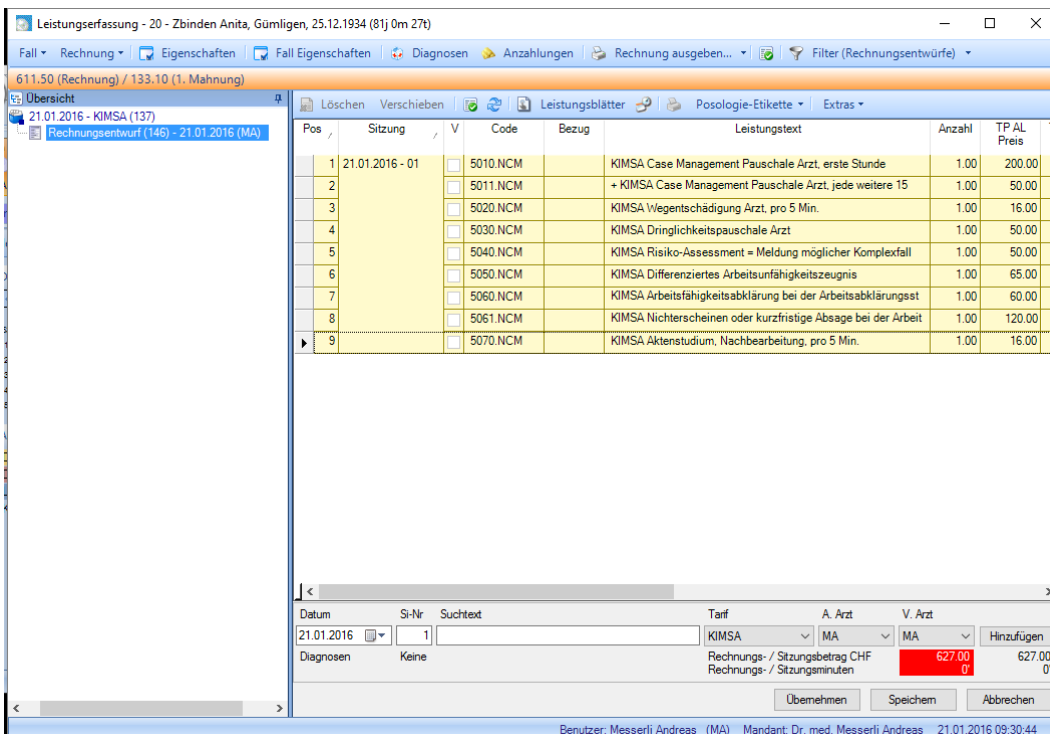 Leistungserfassung - 20 - Zbinden Anita, Gümligen, 25.12.1934 (81j 0m 27t)
Fall Rechnung Eigenschaften Fall Eigenschaften Diagnosen Anzahlungen Rechnung ausgeben... Filter (Rechnungsentwürfe)
611.50 (Rechnung) / 133.10 (1. Mahnung)
Übersicht
21.01.2016 - KIMSA (137)
Rechnungsentwurf (146) - 21.01.2016 (MA)
Löschen Verschieben Leistungsblätter Posologie-Etikette Extras
Pos Sitzung V Code Bezug Leistungstext Anzahl TP AL Preis
1 21.01.2016 - 01 5010.NCM KIMSA Case Management Pauschale Arzt, erste Stunde 1.00 200.00
2 5011.NCM + KIMSA Case Management Pauschale Arzt, jede weitere 15 1.00 50.00
3 5020.NCM KIMSA Wegentschädigung Arzt, pro 5 Min. 1.00 16.00
4 5030.NCM KIMSA Dringlichkeitspauschale Arzt 1.00 50.00
5 5040.NCM KIMSA Risiko-Assessment = Meldung möglicher Komplexfall 1.00 50.00
6 5050.NCM KIMSA Differenziertes Arbeitsunfähigkeitszeugnis 1.00 65.00
7 5060.NCM KIMSA Arbeitsfähigkeitsabklärung bei der Arbeitsabklärungsst 1.00 60.00
8 5061.NCM KIMSA Nichterscheinen oder kurzfristige Absage bei der Arbeit 1.00 120.00
9 5070.NCM KIMSA Aktenstudium, Nachbearbeitung, pro 5 Min. 1.00 16.00
Datum Si-Nr Suchtext Tarif A. Arzt V. Arzt
21.01.2016 1 KIMSA MA MA Hinzufügen
Diagnosen Keine Rechnungs- / Sitzungsbetrag CHF 627.00 627.00
Rechnungs- / Sitzungsminuten 0' 0'
Übernehmen Speichern Abbrechen
Benutzer: Messerli Andreas (MA) Mandant: Dr. med. Messerli Andreas 21.01.2016 09:30:44